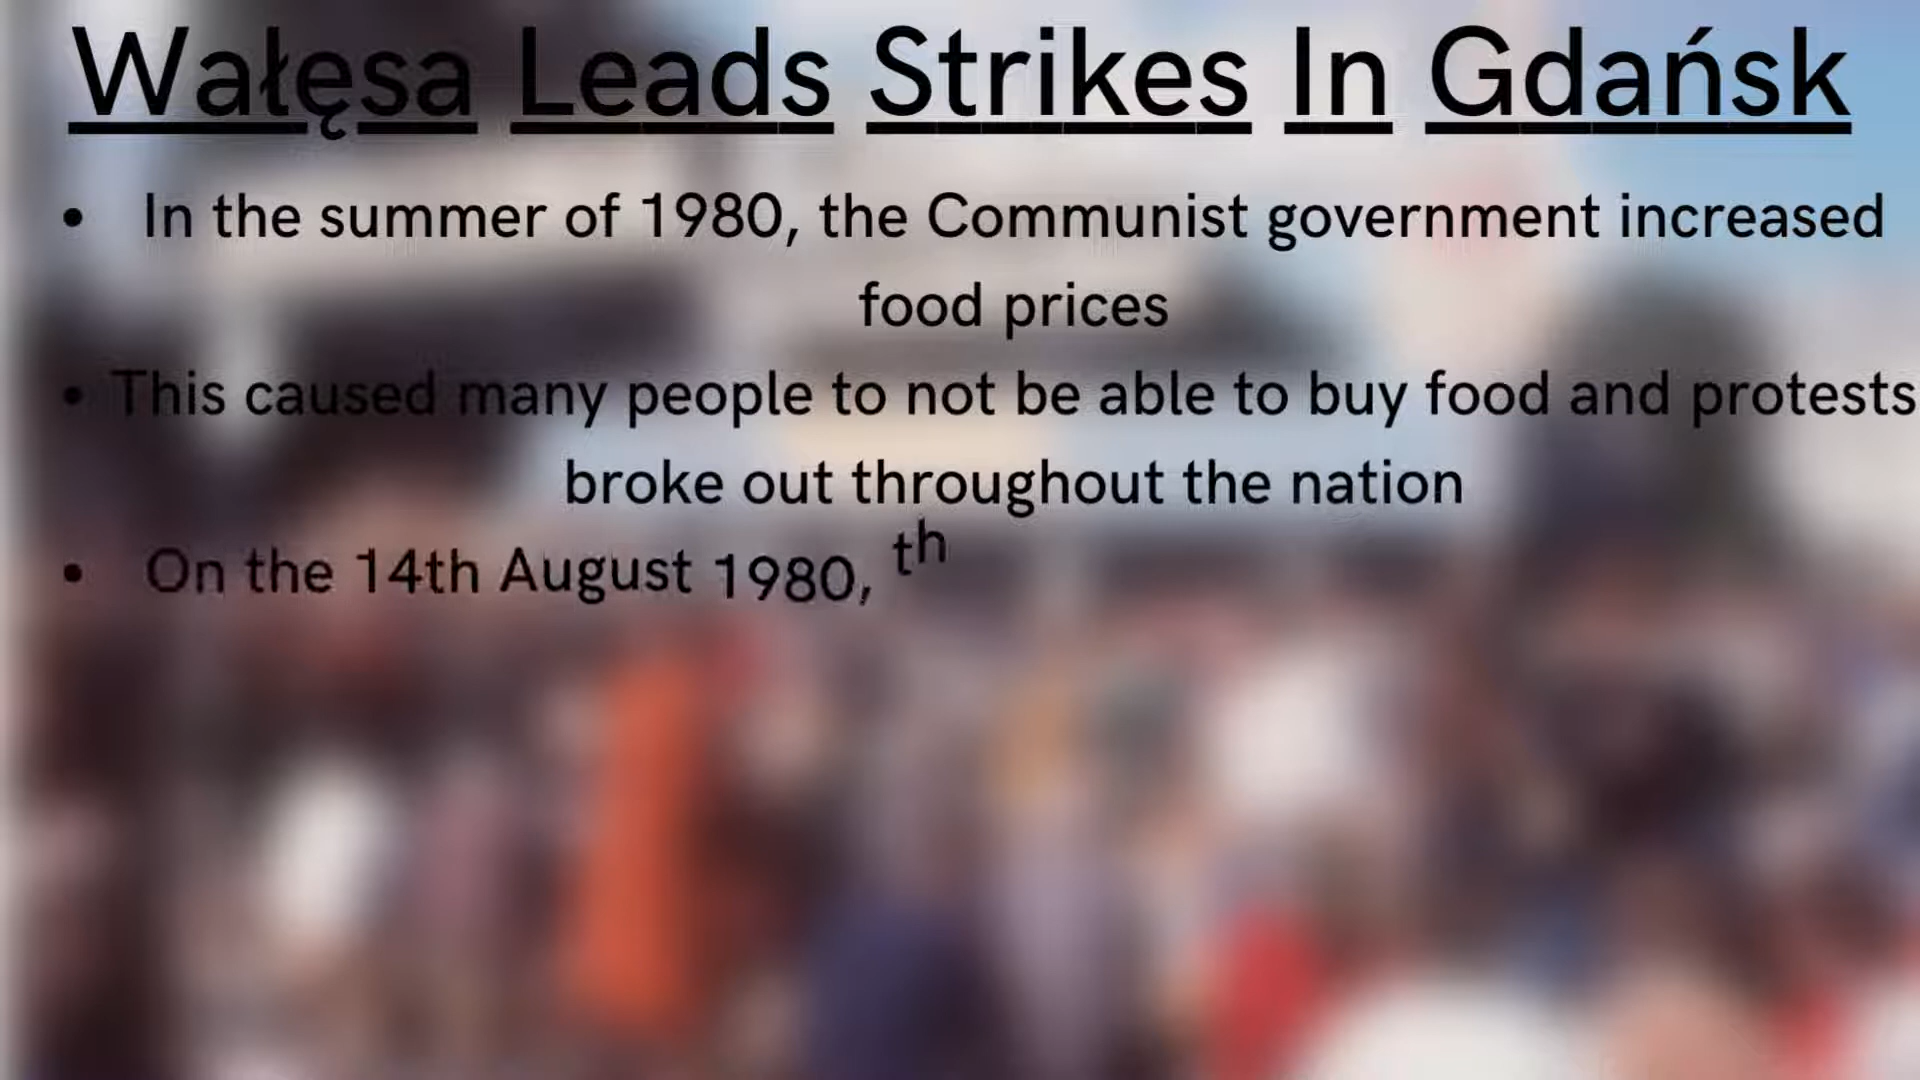 Wałęsa Leads Strikes In Gdańsk
• In the summer of 1980, the Communist government increased
food prices
• This caused many people to not be able to buy food and protests
broke out throughout the nation
• On the 14th August 1980, th